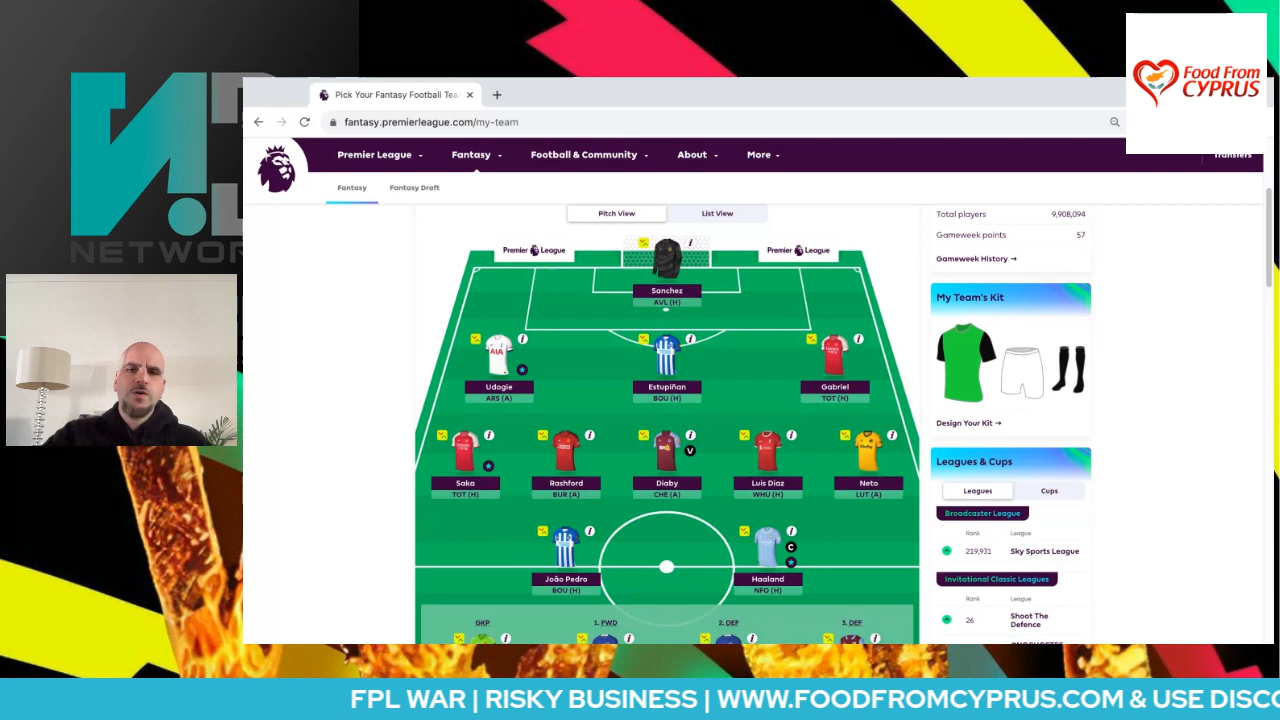 NETWOR
Food From
CYPRUS
Pick Your Fantasy Football Tea
fantasy.premierleague.com/my-team
Premier League
Fantasy
Football & Community
About
More
Transfers
Fantasy
Fantasy Draft
Pitch View
List View
Premier League
Premier League
Sanchez
AVL (H)
AIA
Udogie
ARS (A)
Estupiñan
BOU (H)
Gabriel
TOT (H)
Saka
TOT (H)
Rashford
BUR (A)
V
Diaby
CHE (A)
Luis Diaz
WHU (H)
Neto
LUT (A)
João Pedro
BOU (H)
C
Haaland
NFO (H)
GKP
1. FWD
2. DEF
3. DEF
Total players
9,908,094
Gameweek points
57
Gameweek History →
My Team's Kit
Design Your Kit →
Leagues & Cups
Leagues
Cups
Broadcaster League
Rank
League
219,931
Sky Sports League
Invitational Classic Leagues
Rank
League
26
Shoot The
Defence
FPL WAR | RISKY BUSINESS | WWW.FOODFROMCYPRUS.COM & USE DISCO